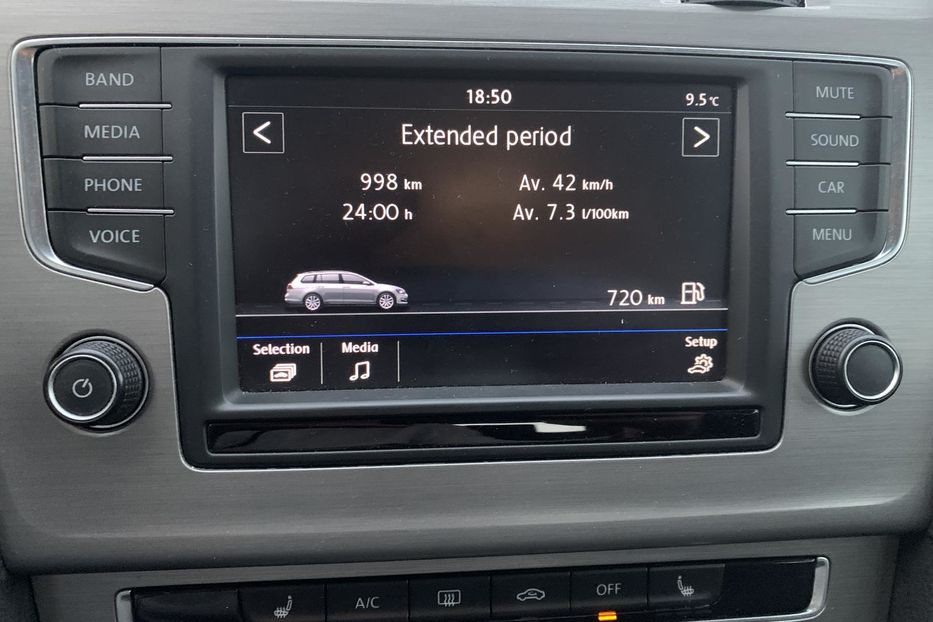 BAND
MEDIA
PHONE
VOICE
18:50
9.5°C
< Extended period >
998 km Av. 42 km/h
24:00 h Av. 7.3 l/100km
720 km
Selection Media Setup
MUTE
SOUND
CAR
MENU
A/C OFF